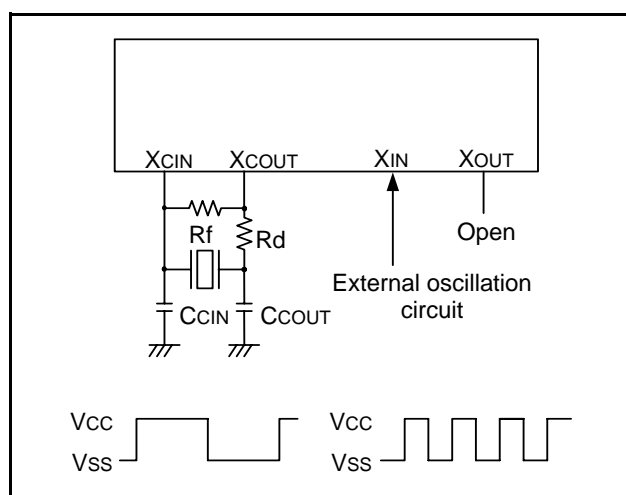 XCIN XCOUT XIN XOUT
Rf Rd Open
External oscillation
circuit
CCIN CCOUT
VCC VCC
VSS VSS